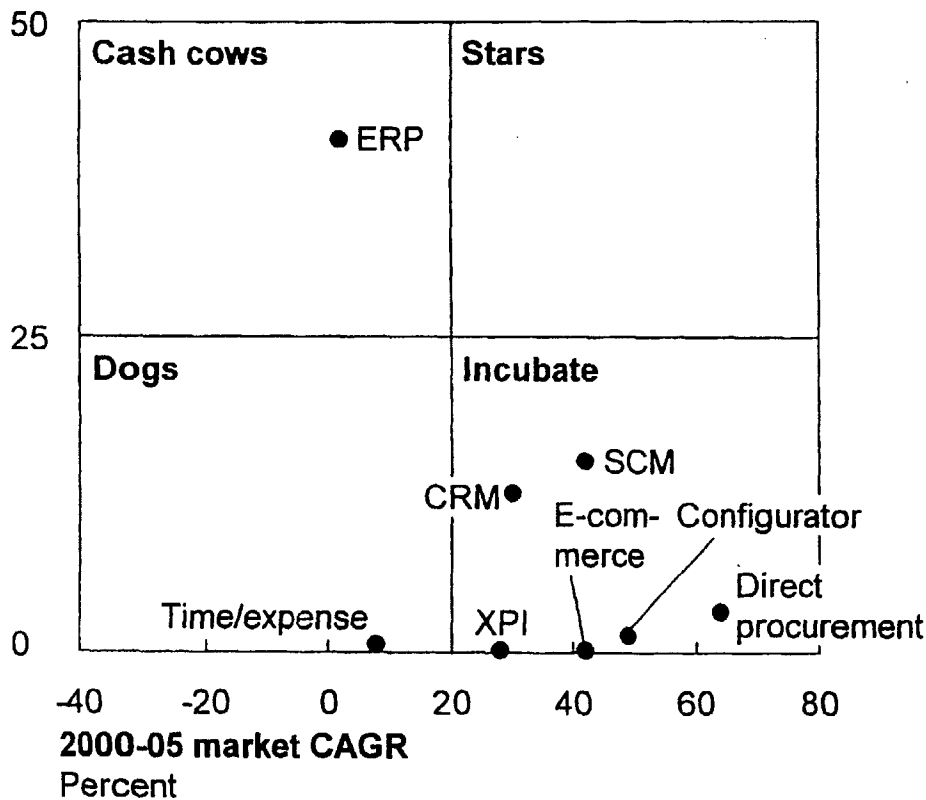 50
Cash cows
Stars
ERP
25
Dogs
Incubate
SCM
CRM
E-com-
merce
Configurator
Direct
procurement
Time/expense
XPI
0
-40 -20 0 20 40 60 80
2000-05 market CAGR
Percent